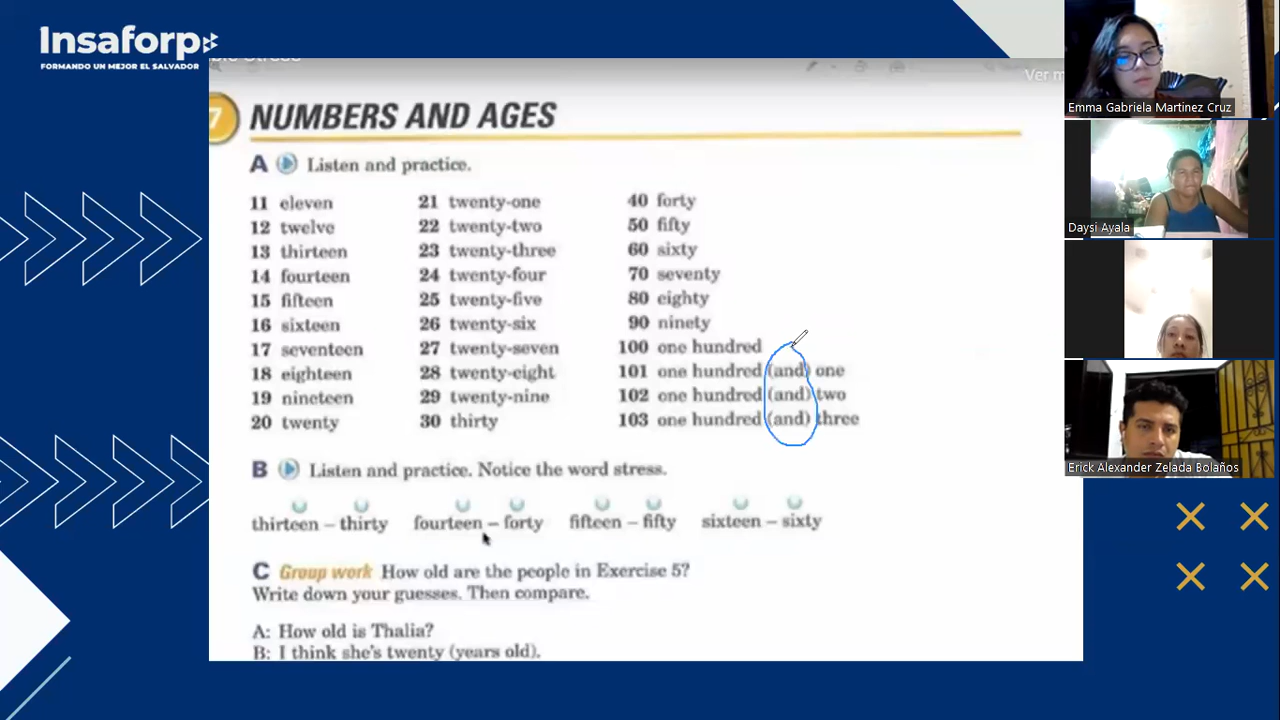 Insaforp
FORMANDO UN MEJOR EL SALVADOR
Ver m
7 NUMBERS AND AGES
A Listen and practice.
11 eleven 21 twenty-one 40 forty
12 twelve 22 twenty-two 50 fifty
13 thirteen 23 twenty-three 60 sixty
14 fourteen 24 twenty-four 70 seventy
15 fifteen 25 twenty-five 80 eighty
16 sixteen 26 twenty-six 90 ninety
17 seventeen 27 twenty-seven 100 one hundred
18 eighteen 28 twenty-eight 101 one hundred (and) one
19 nineteen 29 twenty-nine 102 one hundred (and) two
20 twenty 30 thirty 103 one hundred (and) three
B Listen and practice. Notice the word stress.
thirteen – thirty fourteen – forty fifteen – fifty sixteen – sixty
C Group work How old are the people in Exercise 5?
Write down your guesses. Then compare.
A: How old is Thalia?
B: I think she's twenty (years old).
Emma Gabriela Martinez Cruz
Daysi Ayala
Erick Alexander Zelada Bolaños